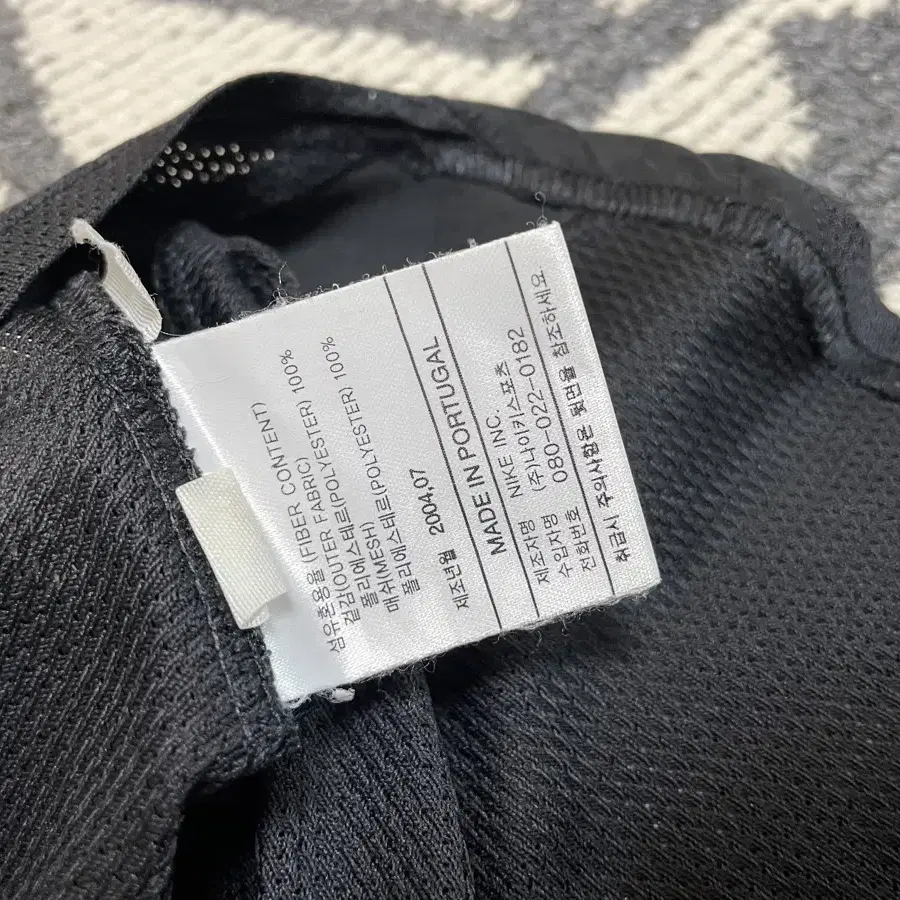 섬유혼용율 (FIBER CONTENT)
겉감(OUTER FABRIC)
폴리에스테르(POLYESTER) 100%
매쉬(MESH)
폴리에스테르(POLYESTER) 100%
제조년월 2004,07
MADE IN PORTUGAL
제조자명 NIKE INC.
수입자명 (주)나이키스포츠
전화번호 080-022-0182
취급시 주의사항은 뒷면을 참조하세요